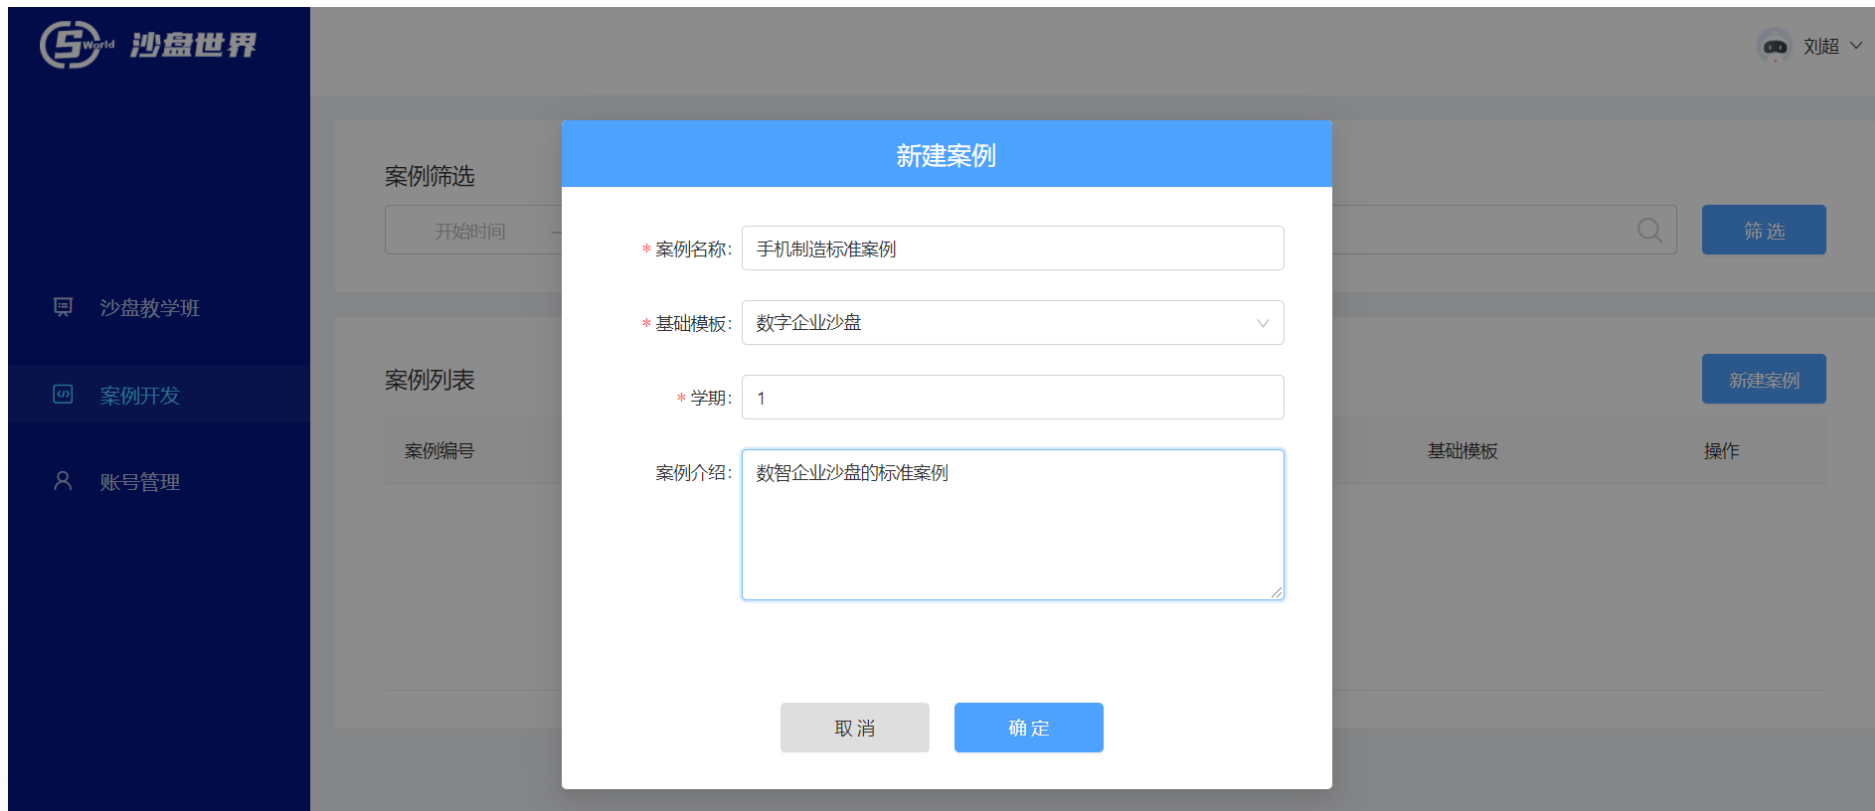 S World 沙盘世界
刘超
沙盘教学班
案例开发
账号管理
案例筛选
开始时间 –
筛 选
案例列表
新建案例
案例编号 基础模板 操作
新建案例
* 案例名称: 手机制造标准案例
* 基础模板: 数字企业沙盘
* 学期: 1
案例介绍: 数智企业沙盘的标准案例
取 消 确 定